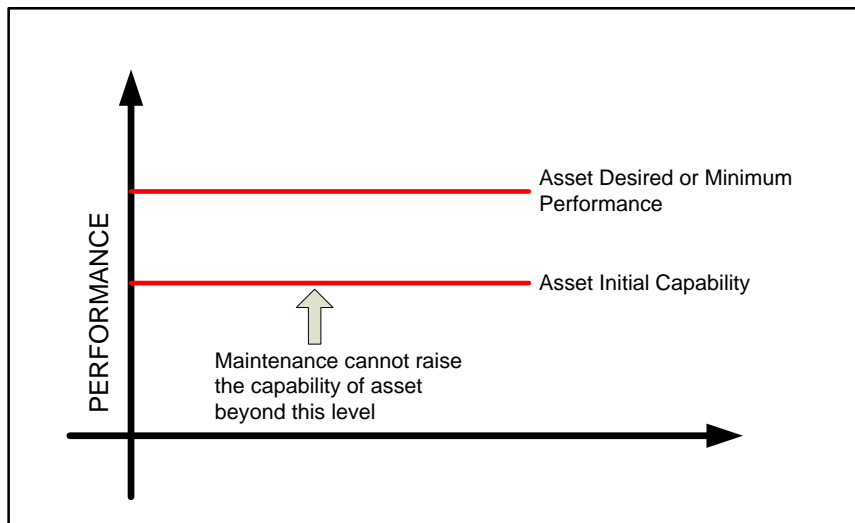 Asset Desired or Minimum
Performance
Asset Initial Capability
PERFORMANCE
Maintenance cannot raise
the capability of asset
beyond this level